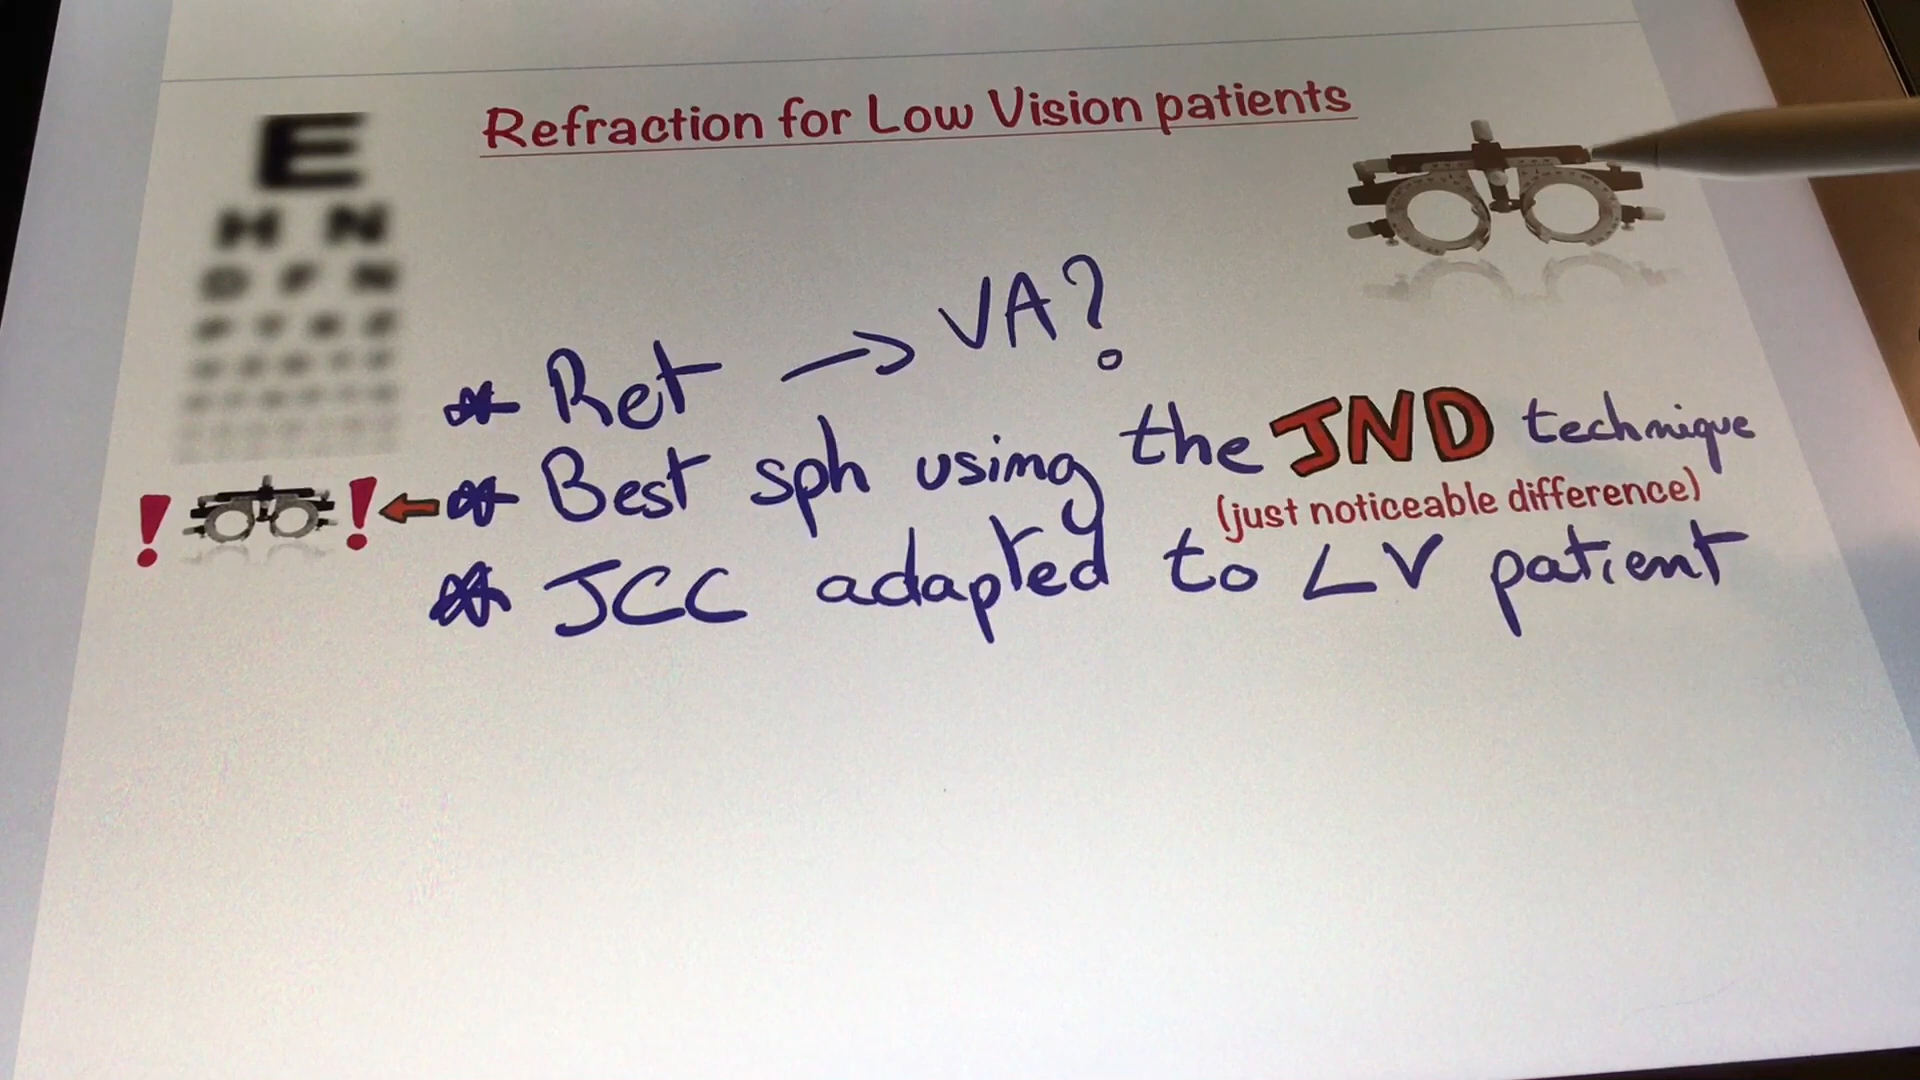 Refraction for Low Vision patients
E
H N
D F N
P T X Z
* Ret → VA?
* Best sph using the JND technique
(just noticeable difference)
! ! ← * JCC adapted to LV patient